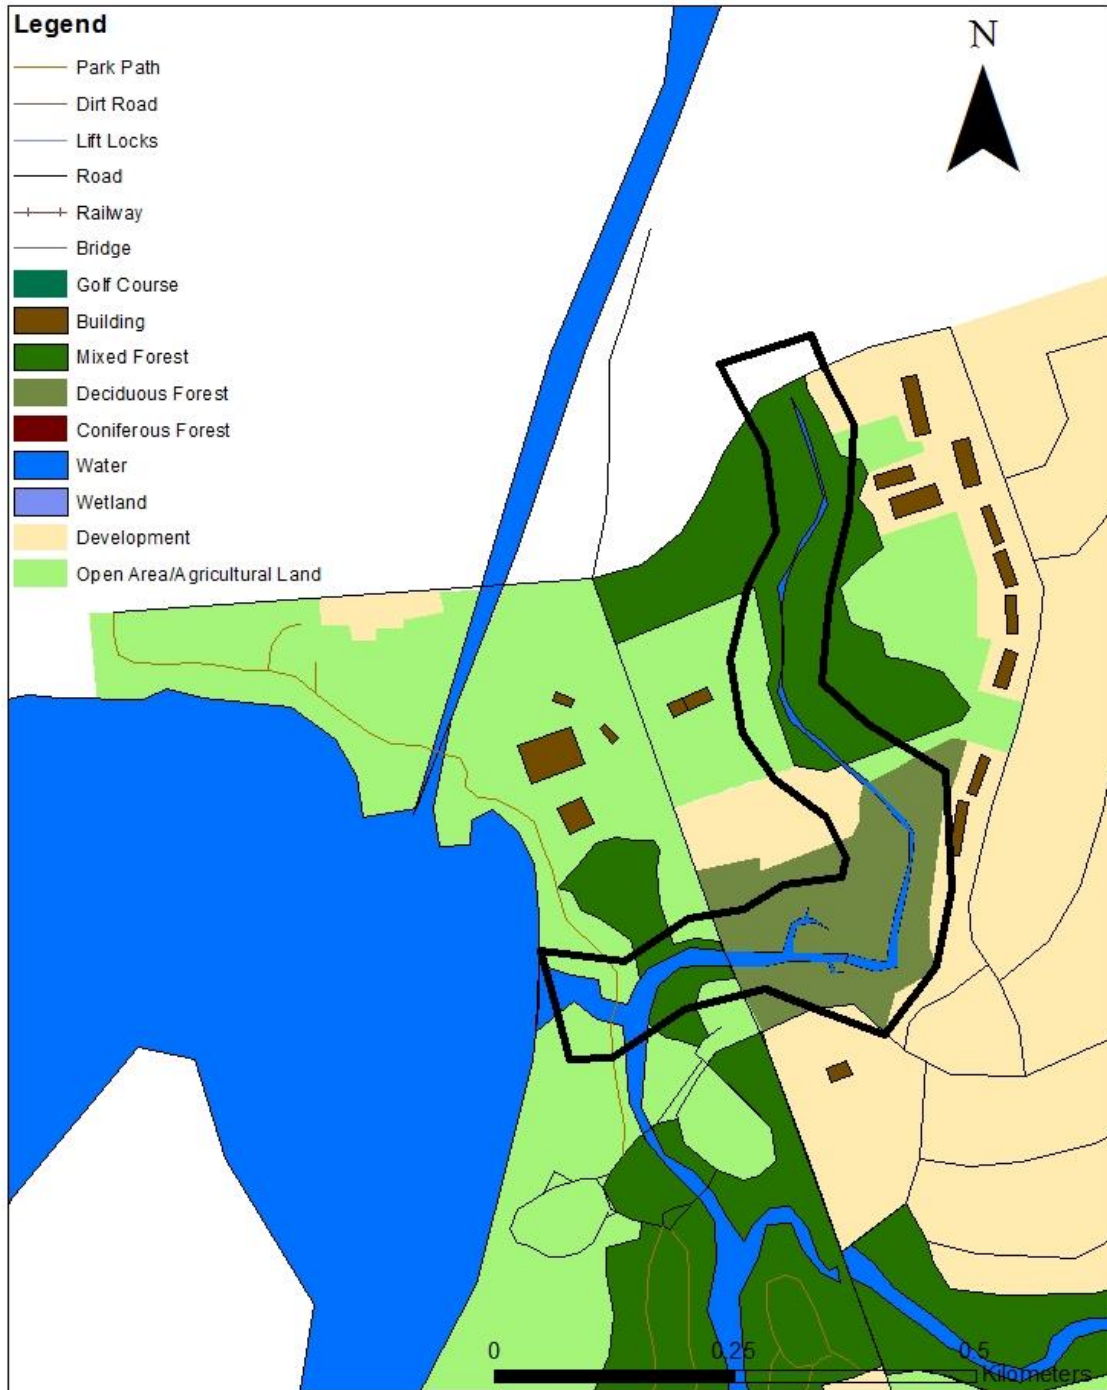 Legend
Park Path
Dirt Road
Lift Locks
Road
Railway
Bridge
Golf Course
Building
Mixed Forest
Deciduous Forest
Coniferous Forest
Water
Wetland
Development
Open Area/Agricultural Land
N
0 0.25 0.5
Kilometers